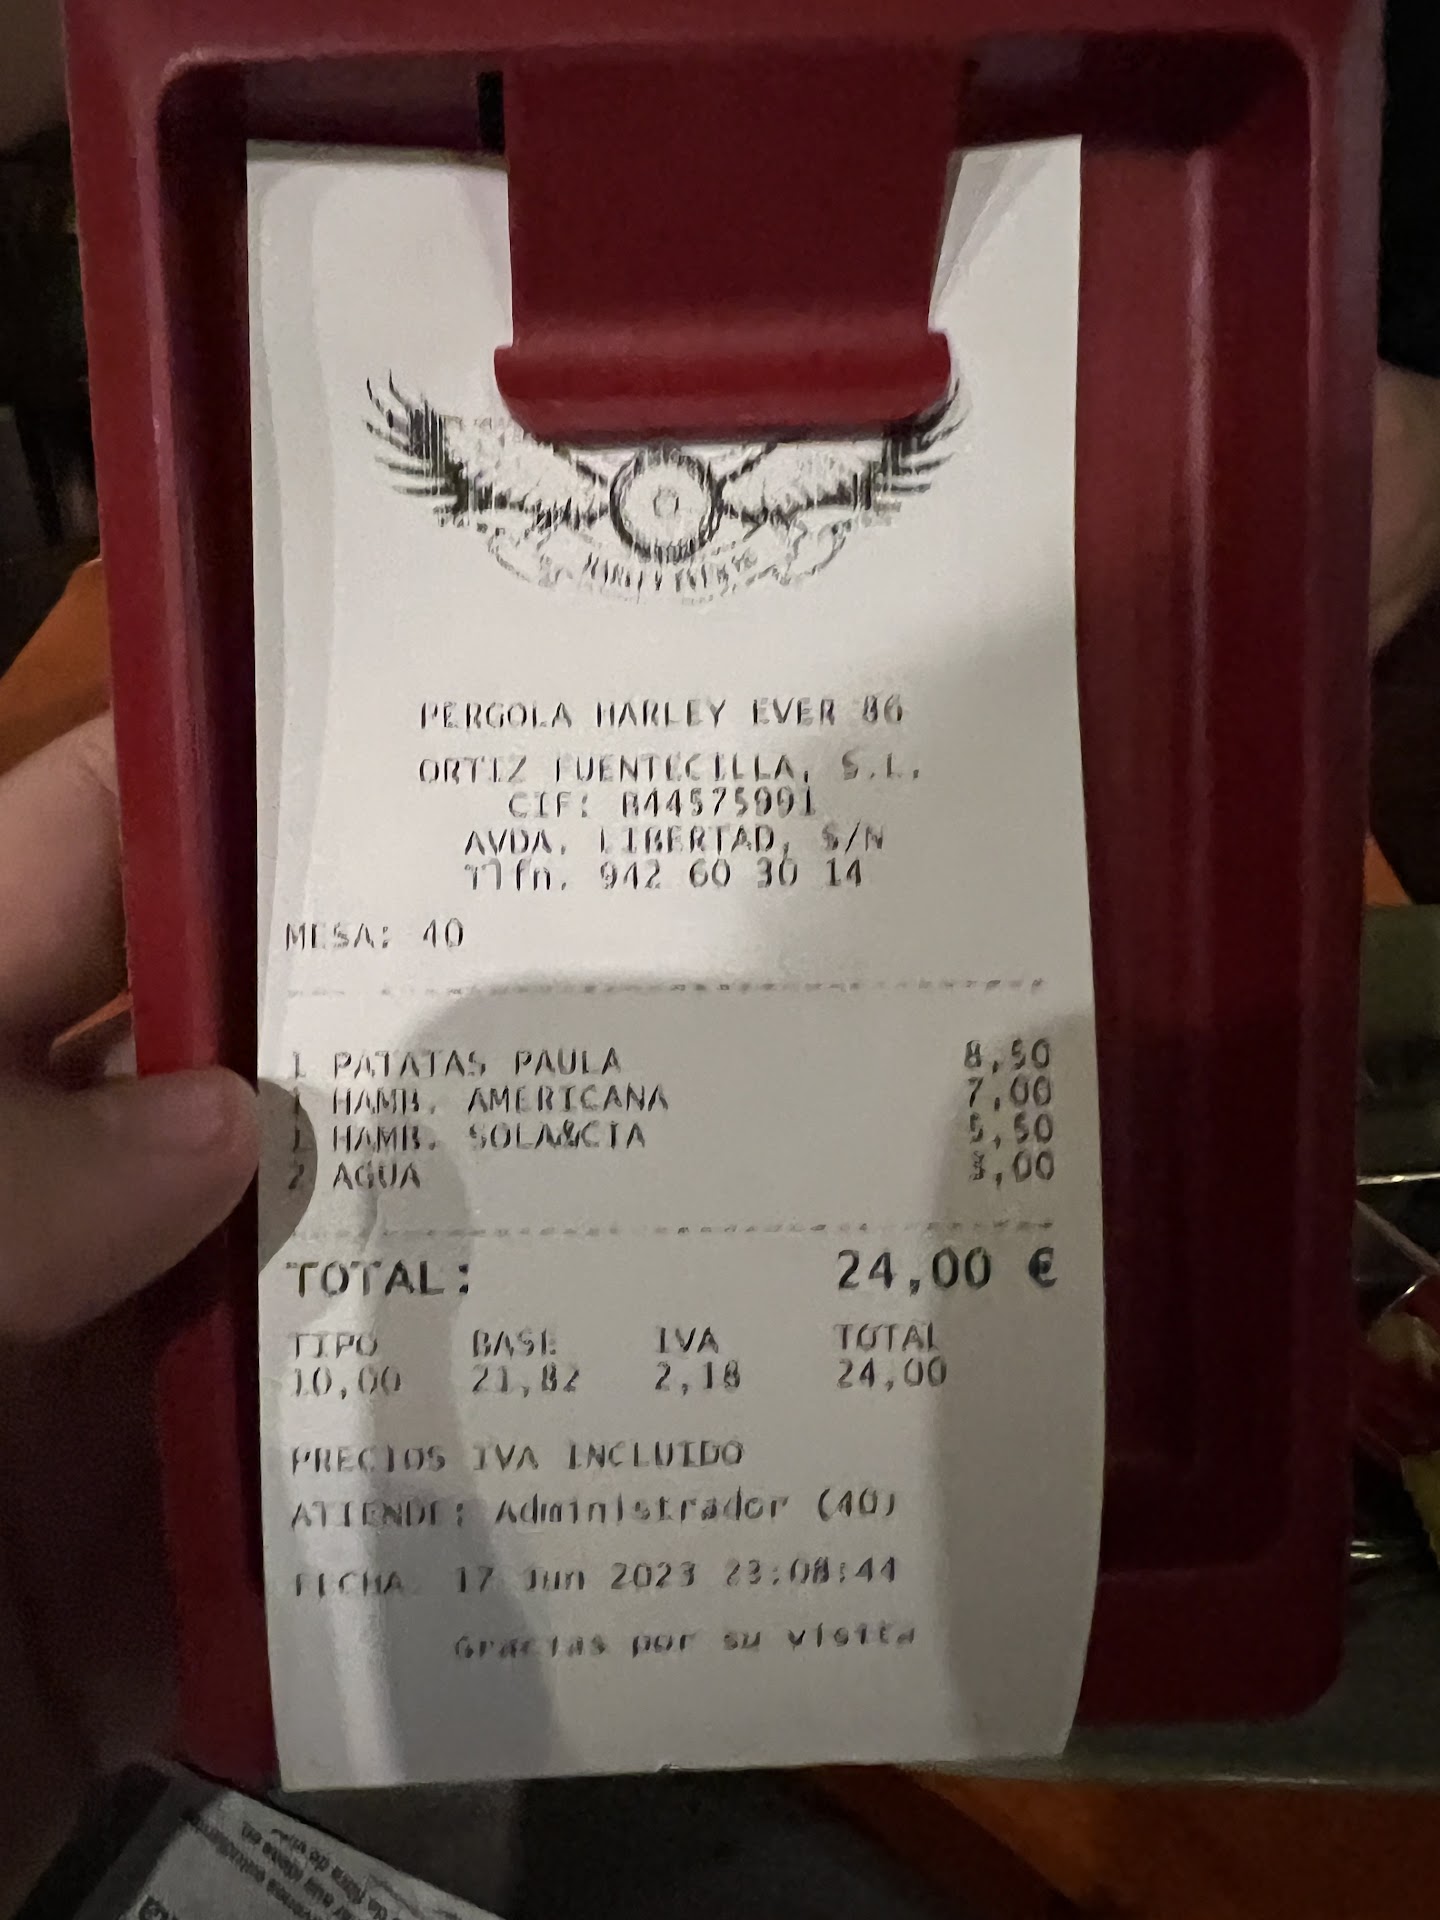 PERGOLA HARLEY EVER 86
ORTIZ FUENTECILLA, S.L.
CIF: B44575991
AVDA. LIBERTAD, S/N
Tlfn. 942 60 30 14
MESA: 40
1 PATATAS PAULA 8,50
1 HAMB. AMERICANA 7,00
1 HAMB. SOLA&CIA 5,50
2 AGUA 3,00
TOTAL: 24,00 €
TIPO BASE IVA TOTAL
10,00 21,82 2,18 24,00
PRECIOS IVA INCLUIDO
ATIENDE: Administrador (40)
FECHA 17 Jun 2023 23:08:44
Gracias por su visita